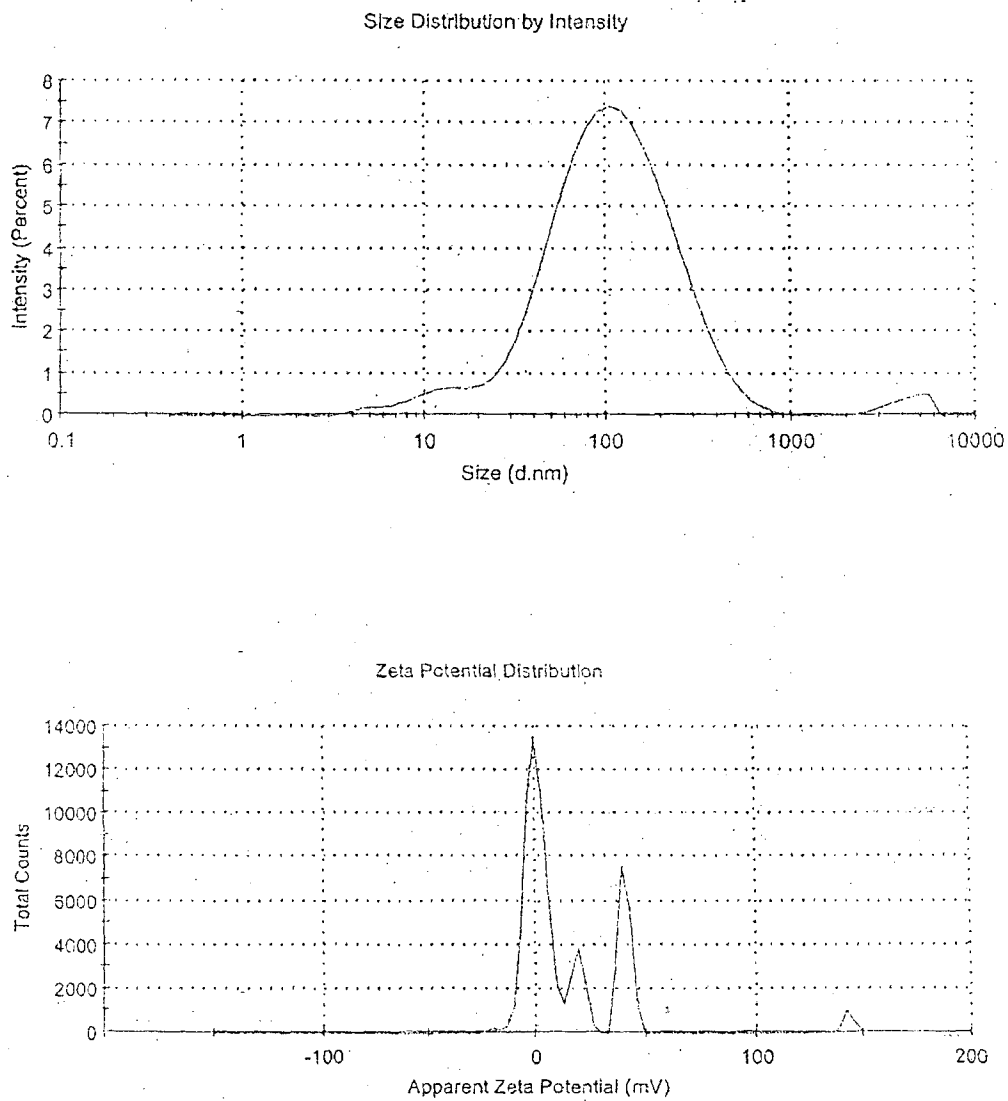 Size Distribution by Intensity
8
7
6
5
4
3
2
1
0
Intensity (Percent)
0.1 1 10 100 1000 10000
Size (d.nm)
Zeta Potential Distribution
14000
12000
10000
8000
6000
4000
2000
0
Total Counts
-100 0 100 200
Apparent Zeta Potential (mV)